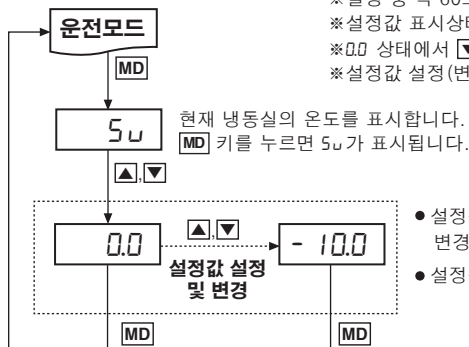 ※설정 중 약 60
※설정값 표시상태
※0.0 상태에서 ▼
※설정값 설정(변
운전모드
MD
Su
현재 냉동실의 온도를 표시합니다.
MD 키를 누르면 Su가 표시됩니다.
▲,▼
0.0
▲,▼
설정값 설정
및 변경
- 10.0
● 설정
변경
● 설정
MD
MD